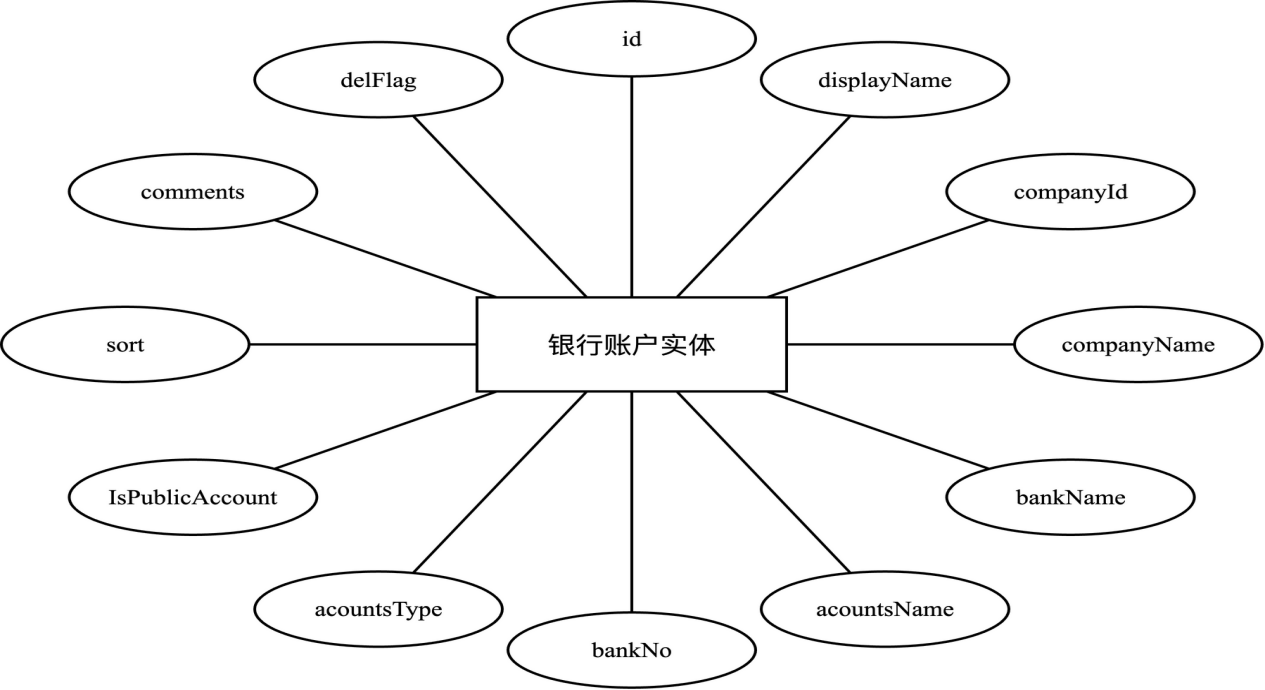 id
delFlag
displayName
comments
companyId
sort
银行账户实体
companyName
IsPublicAccount
bankName
acountsType
acountsName
bankNo